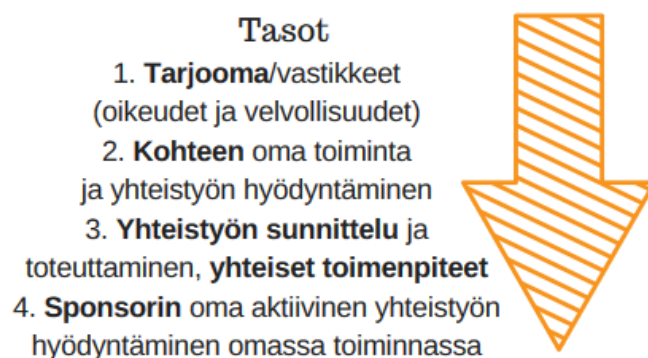 Tasot
1. Tarjooma/vastikkeet
(oikeudet ja velvollisuudet)
2. Kohteen oma toiminta
ja yhteistyön hyödyntäminen
3. Yhteistyön sunnittelu ja
toteuttaminen, yhteiset toimenpiteet
4. Sponsorin oma aktiivinen yhteistyön
hyödyntäminen omassa toiminnassa